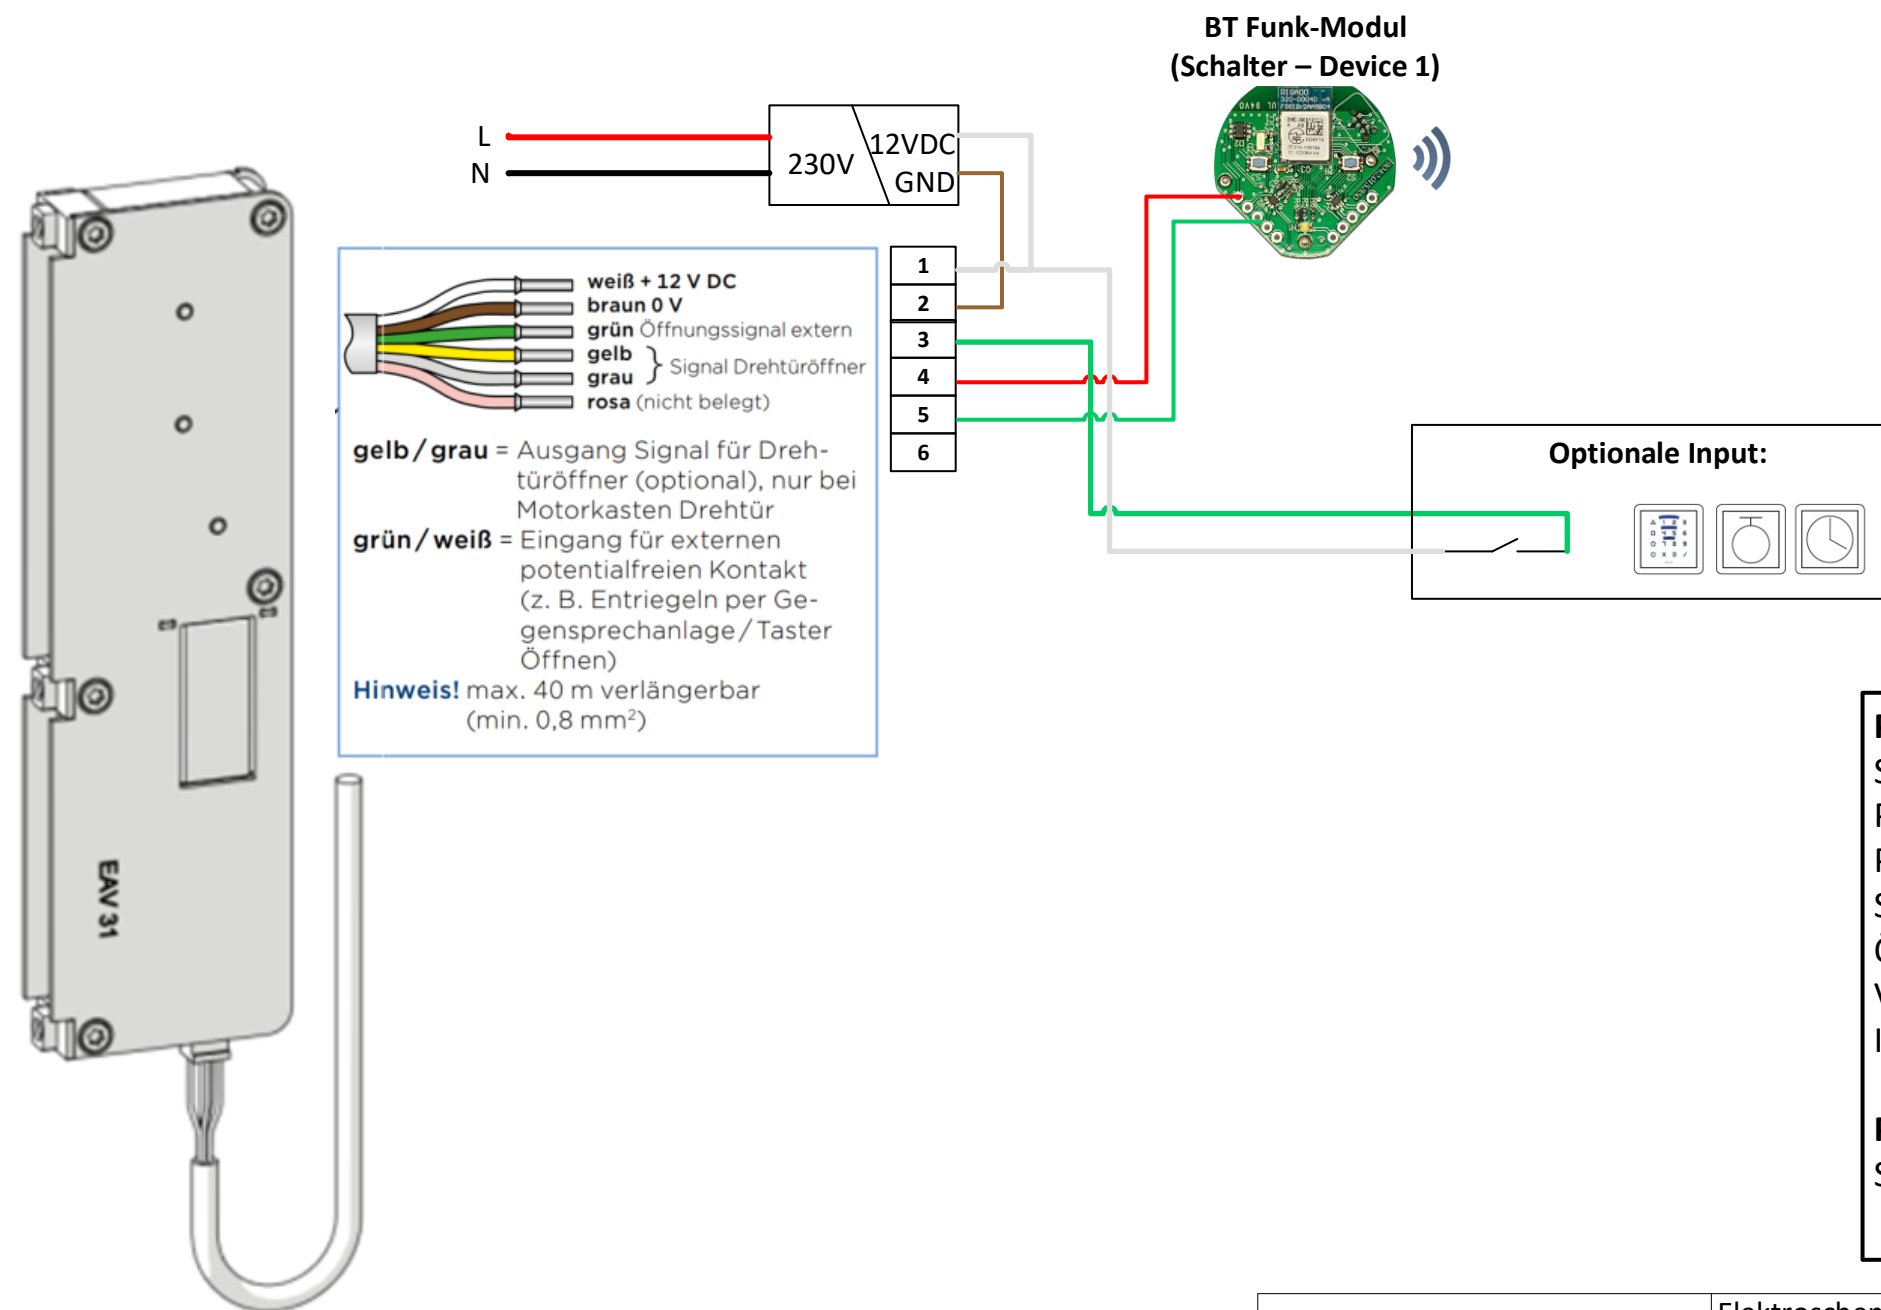 BT Funk-Modul
(Schalter – Device 1)
L
N
230V
12VDC
GND
weiß + 12 V DC
braun 0 V
grün Öffnungssignal extern
gelb
grau
} Signal Drehtüröffner
rosa (nicht belegt)
gelb / grau = Ausgang Signal für Dreh-
türöffner (optional), nur bei
Motorkasten Drehtür
grün / weiß = Eingang für externen
potentialfreien Kontakt
(z. B. Entriegeln per Ge-
gensprechanlage / Taster
Öffnen)
Hinweis! max. 40 m verlängerbar
(min. 0,8 mm²)
1
2
3
4
5
6
Optionale Input:
EAV 31